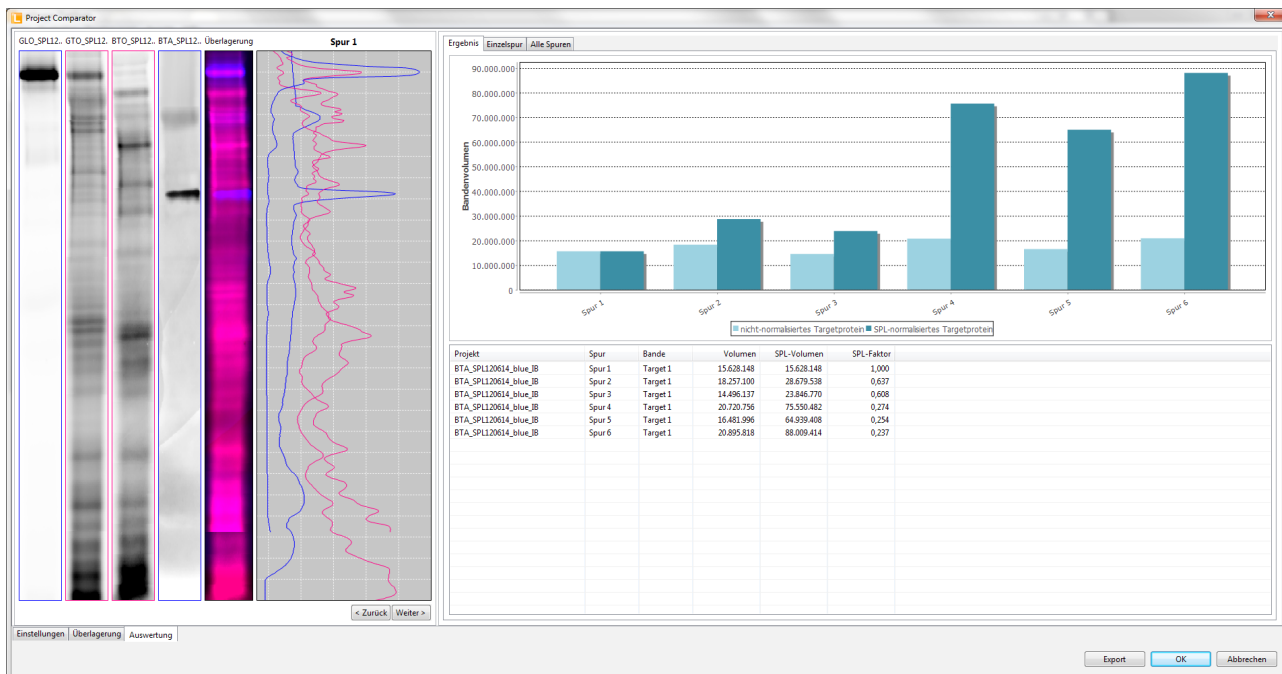 Project Comparator
GLO_SPL12.. GTO_SPL12. BTO_SPL12. BTA_SPL12.. Überlagerung
Spur 1
< Zurück Weiter >
Einstellungen Überlagerung Auswertung
Ergebnis Einzelspur Alle Spuren
Bandenvolumen
90.000.000
80.000.000
70.000.000
60.000.000
50.000.000
40.000.000
30.000.000
20.000.000
10.000.000
0
Spur 1 Spur 2 Spur 3 Spur 4 Spur 5 Spur 6
nicht-normalisiertes Targetprotein SPL-normalisiertes Targetprotein
Projekt Spur Bande Volumen SPL-Volumen SPL-Faktor
BTA_SPL120614_blue_IB Spur 1 Target 1 15.628.148 15.628.148 1,000
BTA_SPL120614_blue_IB Spur 2 Target 1 18.257.100 28.679.538 0,637
BTA_SPL120614_blue_IB Spur 3 Target 1 14.496.137 23.846.770 0,608
BTA_SPL120614_blue_IB Spur 4 Target 1 20.720.756 75.550.482 0,274
BTA_SPL120614_blue_IB Spur 5 Target 1 16.481.996 64.939.408 0,254
BTA_SPL120614_blue_IB Spur 6 Target 1 20.895.818 88.009.414 0,237
Export OK Abbrechen